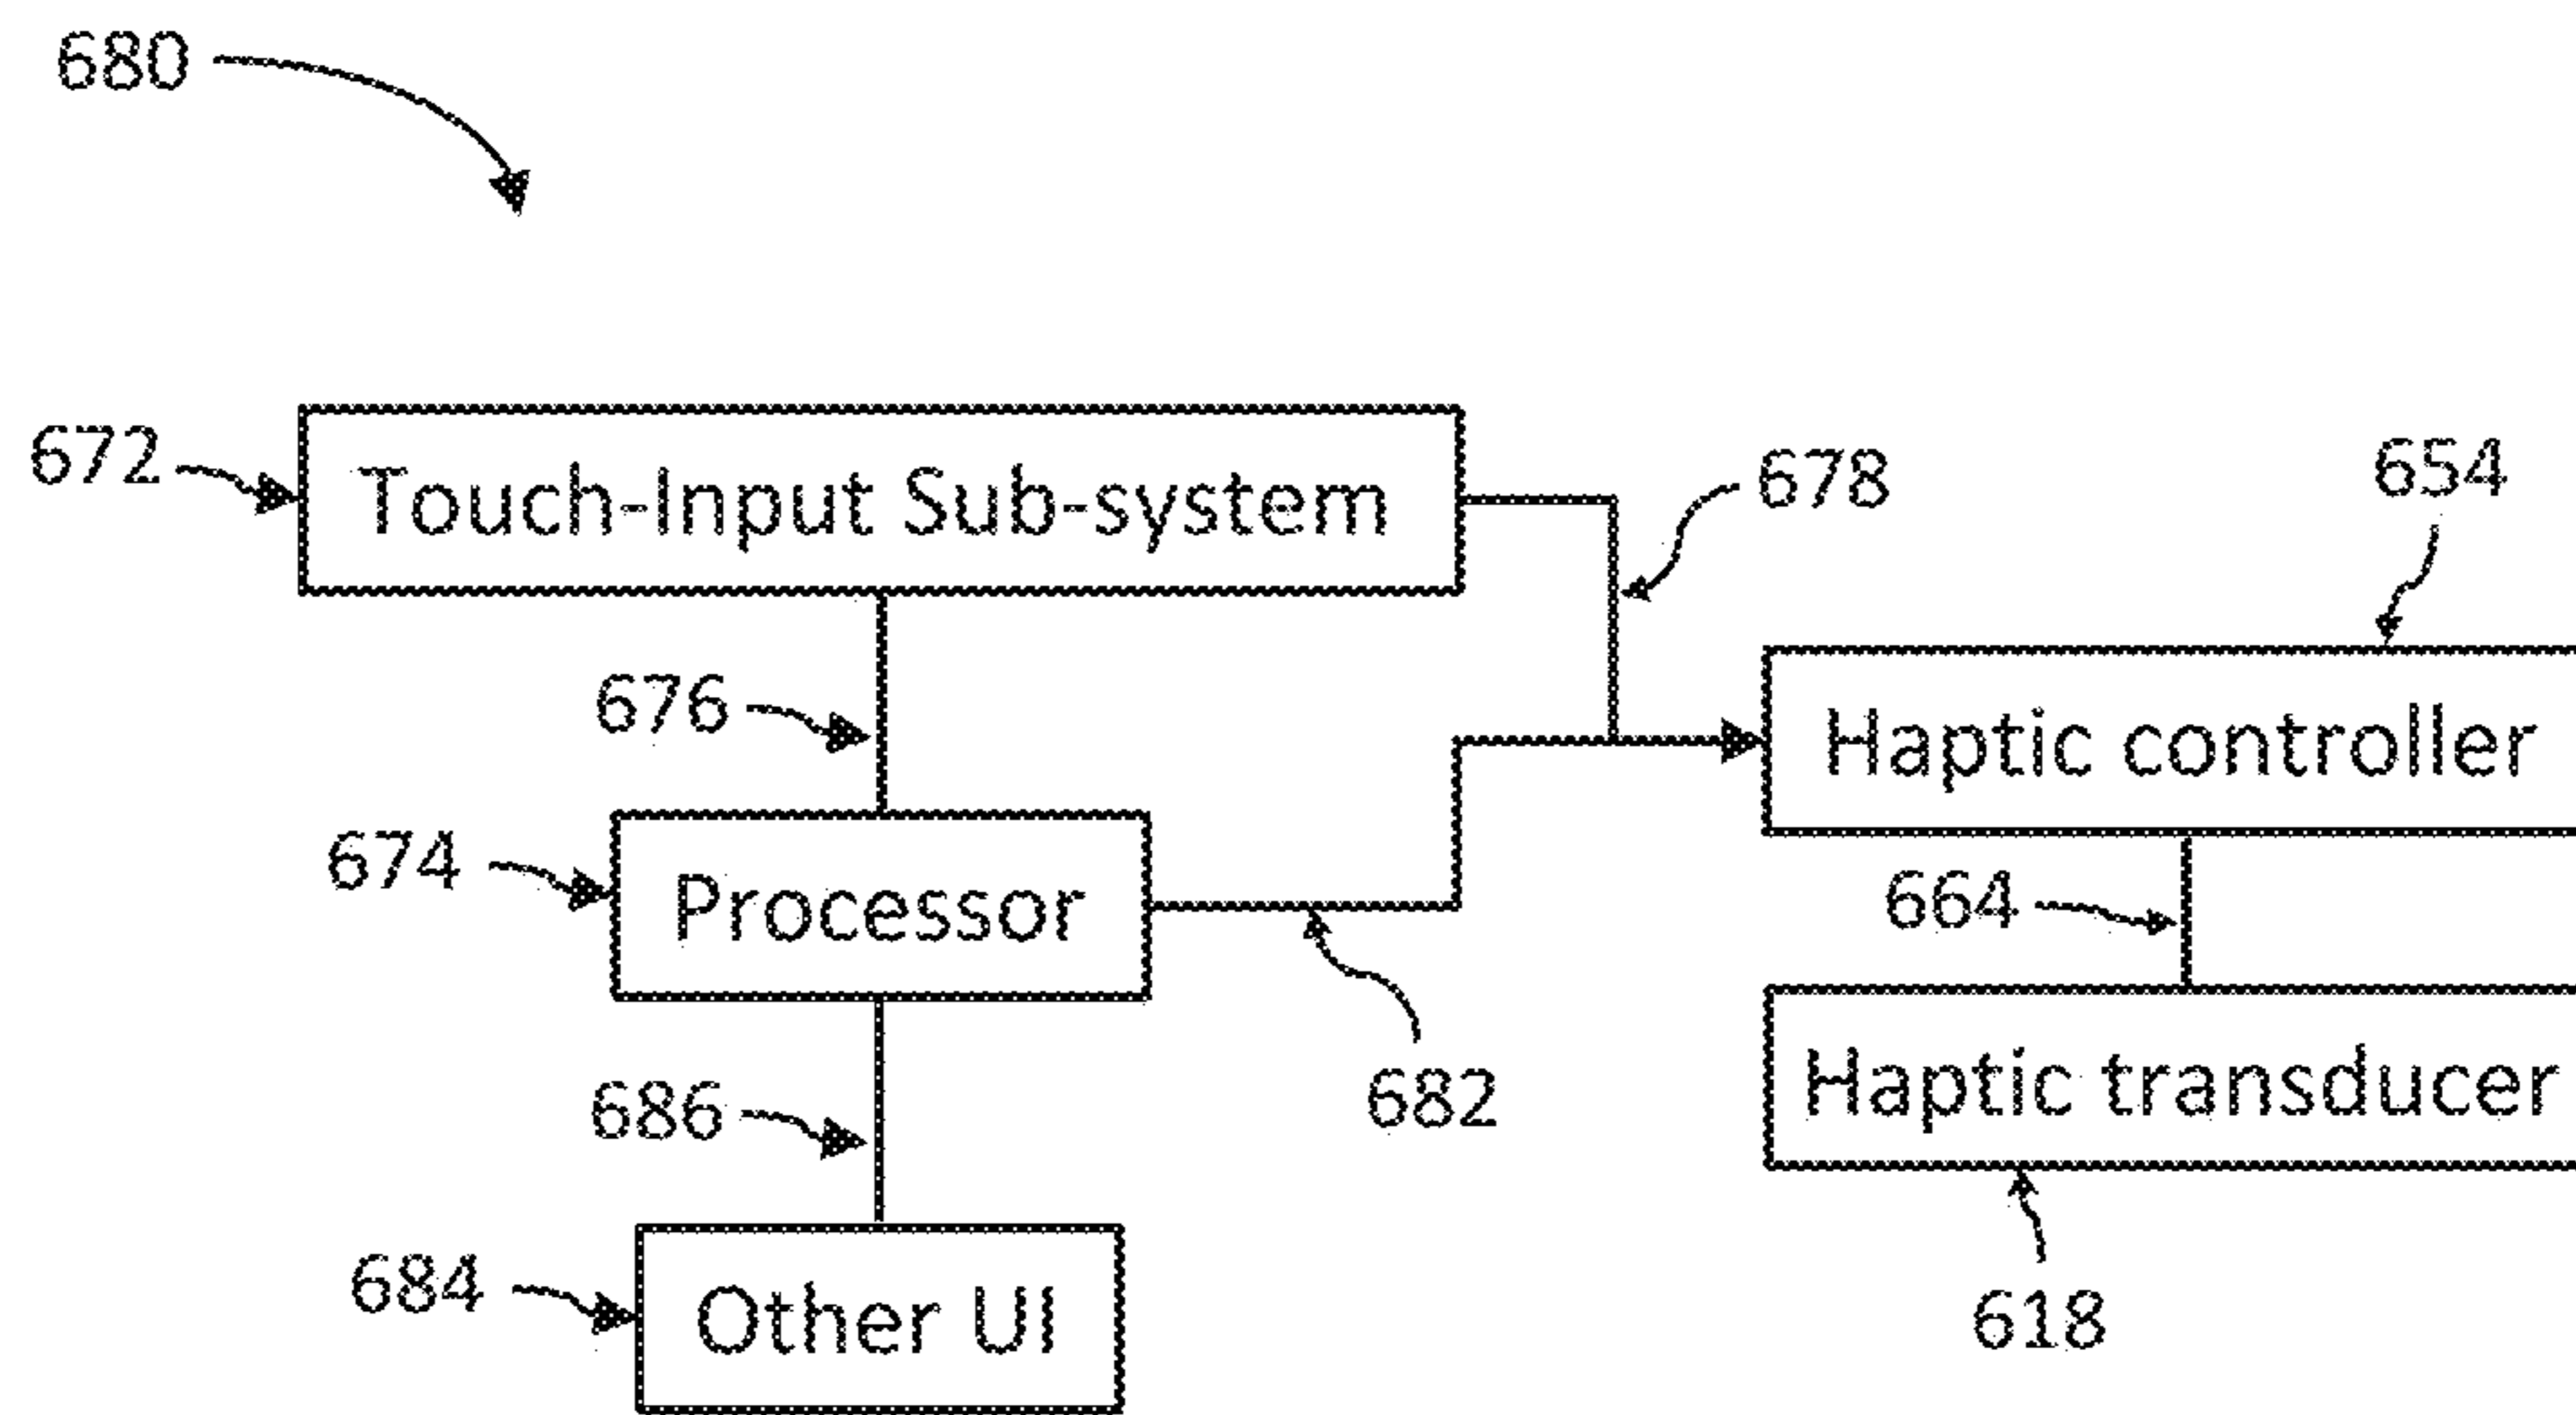 680
672
Touch-Input Sub-system
678
654
676
Haptic controller
674
Processor
664
686
682
Haptic transducer
684
Other UI
618